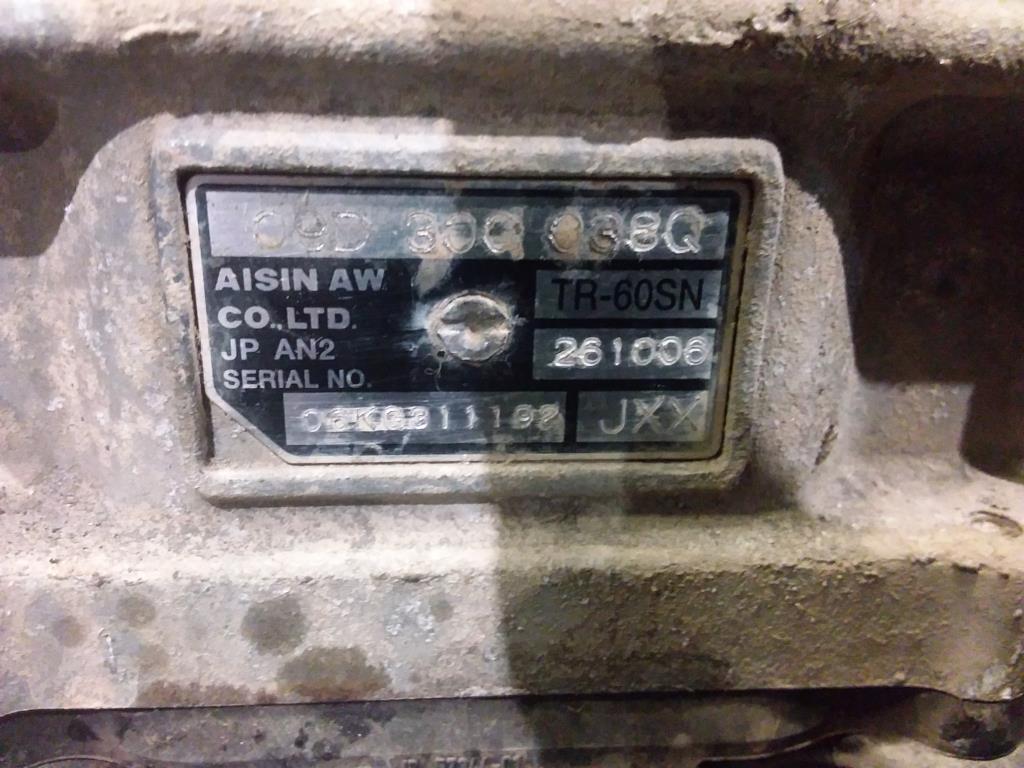 09D 300 038Q
AISIN AW
CO.,LTD.
TR-60SN
JP AN2
261006
SERIAL NO.
JXX